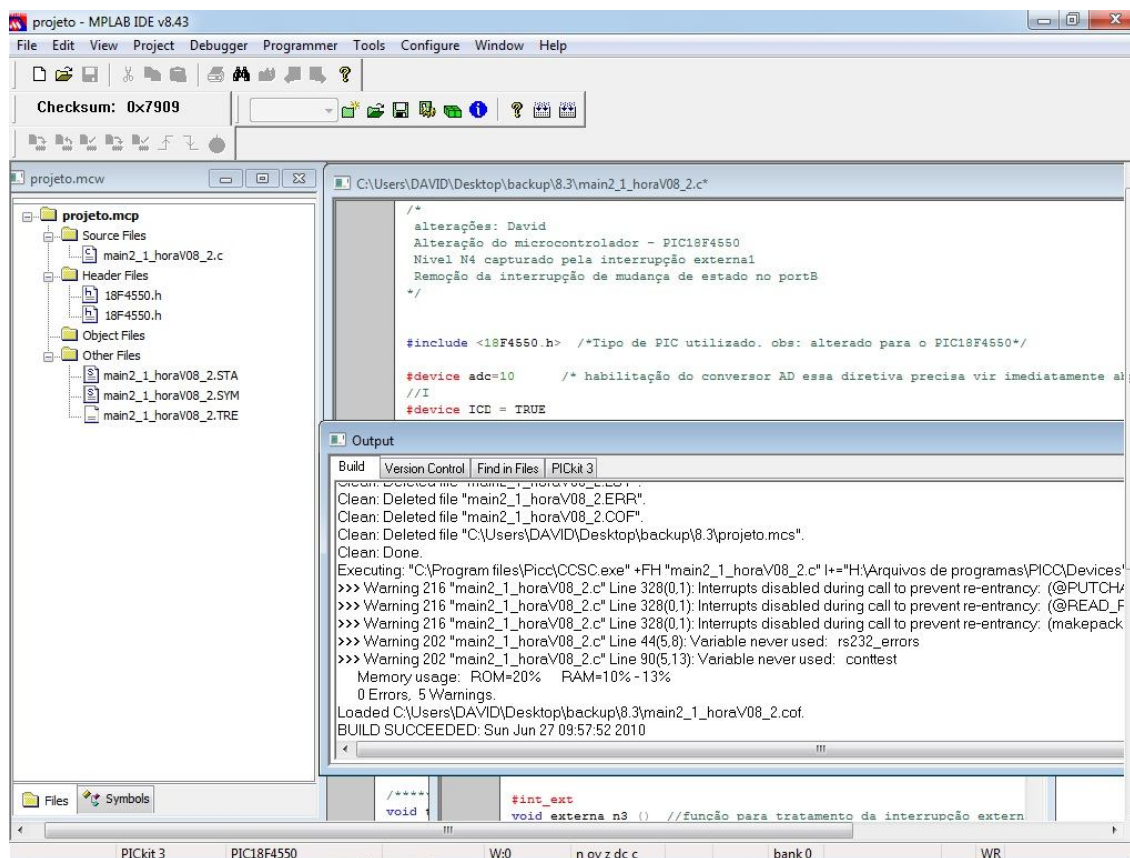 projeto - MPLAB IDE v8.43
File Edit View Project Debugger Programmer Tools Configure Window Help
Checksum: 0x7909
projeto.mcw
projeto.mcp
Source Files
main2_1_horaV08_2.c
Header Files
18F4550.h
18F4550.h
Object Files
Other Files
main2_1_horaV08_2.STA
main2_1_horaV08_2.SYM
main2_1_horaV08_2.TRE
Files Symbols
C:\Users\DAVID\Desktop\backup\8.3\main2_1_horaV08_2.c*
/*
alterações: David
Alteração do microcontrolador - PIC18F4550
Nivel N4 capturado pela interrupção externa1
Remoção da interrupção de mudança de estado no portB
*/
#include <18F4550.h> /*Tipo de PIC utilizado. obs: alterado para o PIC18F4550*/
#device adc=10 /* habilitação do conversor AD essa diretiva precisa vir imediatamente
//I
#device ICD = TRUE
Output
Build Version Control Find in Files PICkit 3
Clean: Deleted file "main2_1_horaV08_2.ERR".
Clean: Deleted file "main2_1_horaV08_2.COF".
Clean: Deleted file "C:\Users\DAVID\Desktop\backup\8.3\projeto.mcs".
Clean: Done.
Executing: "C:\Program files\Picc\CCSC.exe" +FH "main2_1_horaV08_2.c" I+="H:\Arquivos de programas\PICC\Devices"
>>> Warning 216 "main2_1_horaV08_2.c" Line 328(0,1): Interrupts disabled during call to prevent re-entrancy: (@PUTCHA
>>> Warning 216 "main2_1_horaV08_2.c" Line 328(0,1): Interrupts disabled during call to prevent re-entrancy: (@READ_F
>>> Warning 216 "main2_1_horaV08_2.c" Line 328(0,1): Interrupts disabled during call to prevent re-entrancy: (makepack
>>> Warning 202 "main2_1_horaV08_2.c" Line 44(5,8): Variable never used: rs232_errors
>>> Warning 202 "main2_1_horaV08_2.c" Line 90(5,13): Variable never used: conttest
Memory usage: ROM=20% RAM=10% - 13%
0 Errors, 5 Warnings.
Loaded C:\Users\DAVID\Desktop\backup\8.3\main2_1_horaV08_2.cof.
BUILD SUCCEEDED: Sun Jun 27 09:57:52 2010
/*****
void
#int_ext
void externa_n3 () //função para tratamento da interrupção extern
PICkit 3 PIC18F4550 W:0 n ov z dc c bank 0 WR